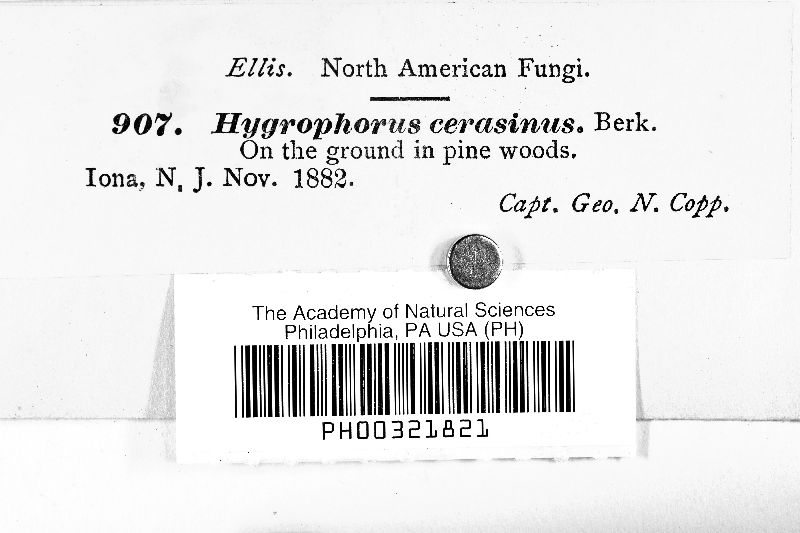 Ellis. North American Fungi.
907. Hygrophorus cerasinus. Berk.
On the ground in pine woods.
Iona, N. J. Nov. 1882.
Capt. Geo. N. Copp.
The Academy of Natural Sciences
Philadelphia, PA USA (PH)
PH00321821